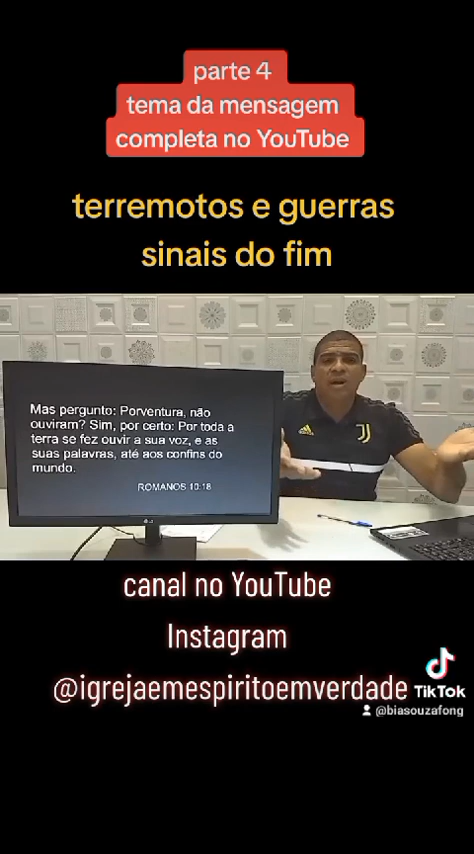 parte 4
tema da mensagem
completa no YouTube
terremotos e guerras
sinais do fim
Mas pergunto: Porventura, não
ouviram? Sim, por certo: Por toda a
terra se fez ouvir a sua voz, e as
suas palavras, até aos confins do
mundo.
ROMANOS 10:18
adidas
LG
canal no YouTube
Instagram
@igrejaemespiritoemverdade
TikTok
@biasouzafong